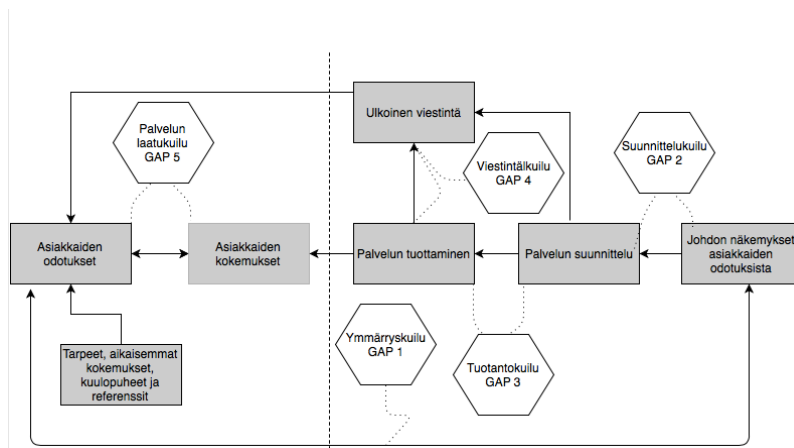 Ulkoinen viestintä
Palvelun
laatukuilu
GAP 5
Suunnittelukuilu
GAP 2
Viestintälkuilu
GAP 4
Asiakkaiden
odotukset
Asiakkaiden
kokemukset
Palvelun tuottaminen
Palvelun suunnittelu
Johdon näkemykset
asiakkaiden
odotuksista
Ymmärryskuilu
GAP 1
Tarpeet, aikaisemmat
kokemukset,
kuulopuheet ja
referenssit
Tuotantokuilu
GAP 3